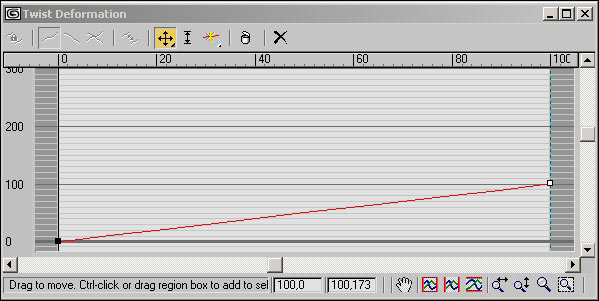 Twist Deformation
0 20 40 60 80 100
300
200
100
0
Drag to move. Ctrl-click or drag region box to add to sel 100,0 100,173